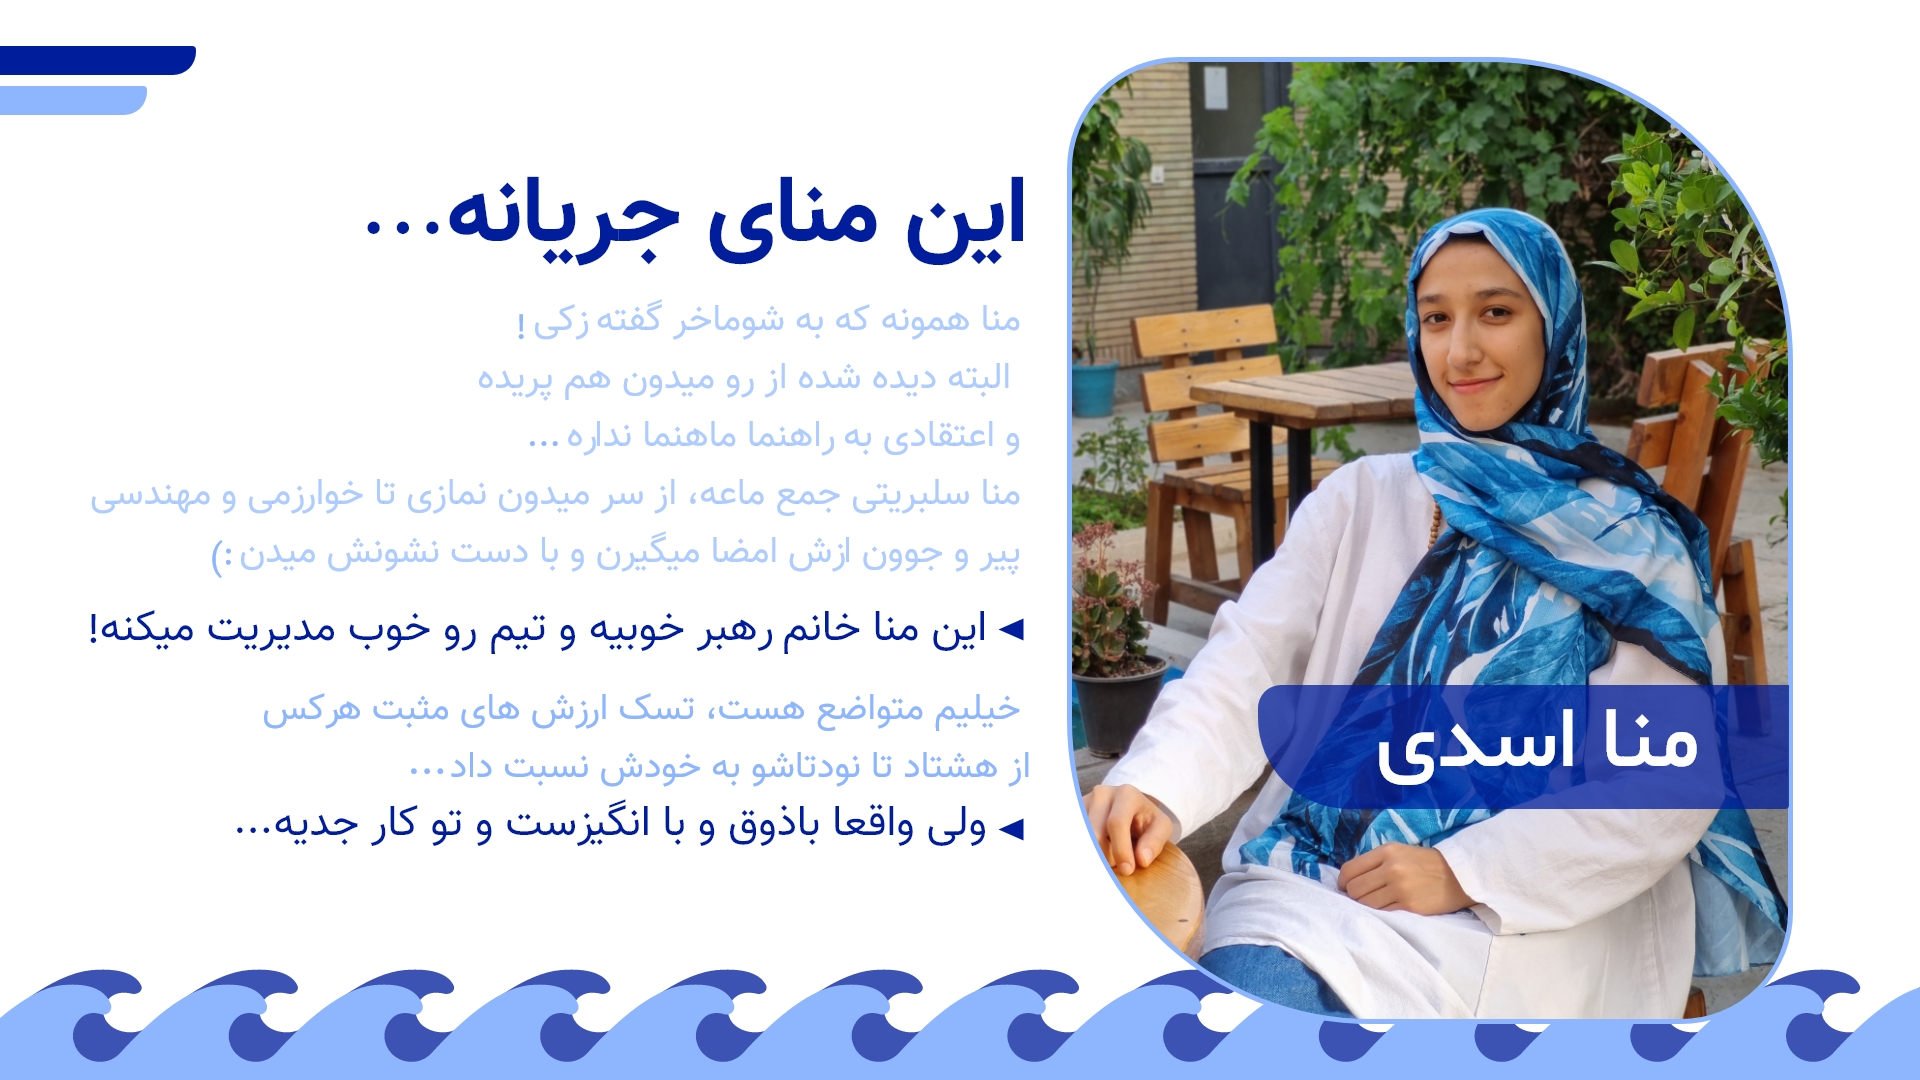 این منای جریانه...
منا همونه که به شوماخر گفته زکی!
البته دیده شده از رو میدون هم پریده
و اعتقادی به راهنما ماهنما نداره ...
منا سلبریتی جمع ماعه، از سر میدون نمازی تا خوارزمی و مهندسی
پیر و جوون ازش امضا میگیرن و با دست نشونش میدن :)
◀ این منا خانم رهبر خوبیه و تیم رو خوب مدیریت میکنه!
خیلیم متواضع هست، تسک ارزش های مثبت هرکس
از هشتاد تا نودتاشو به خودش نسبت داد...
◀ ولی واقعا باذوق و با انگیزست و تو کار جدیه...
منا اسدی